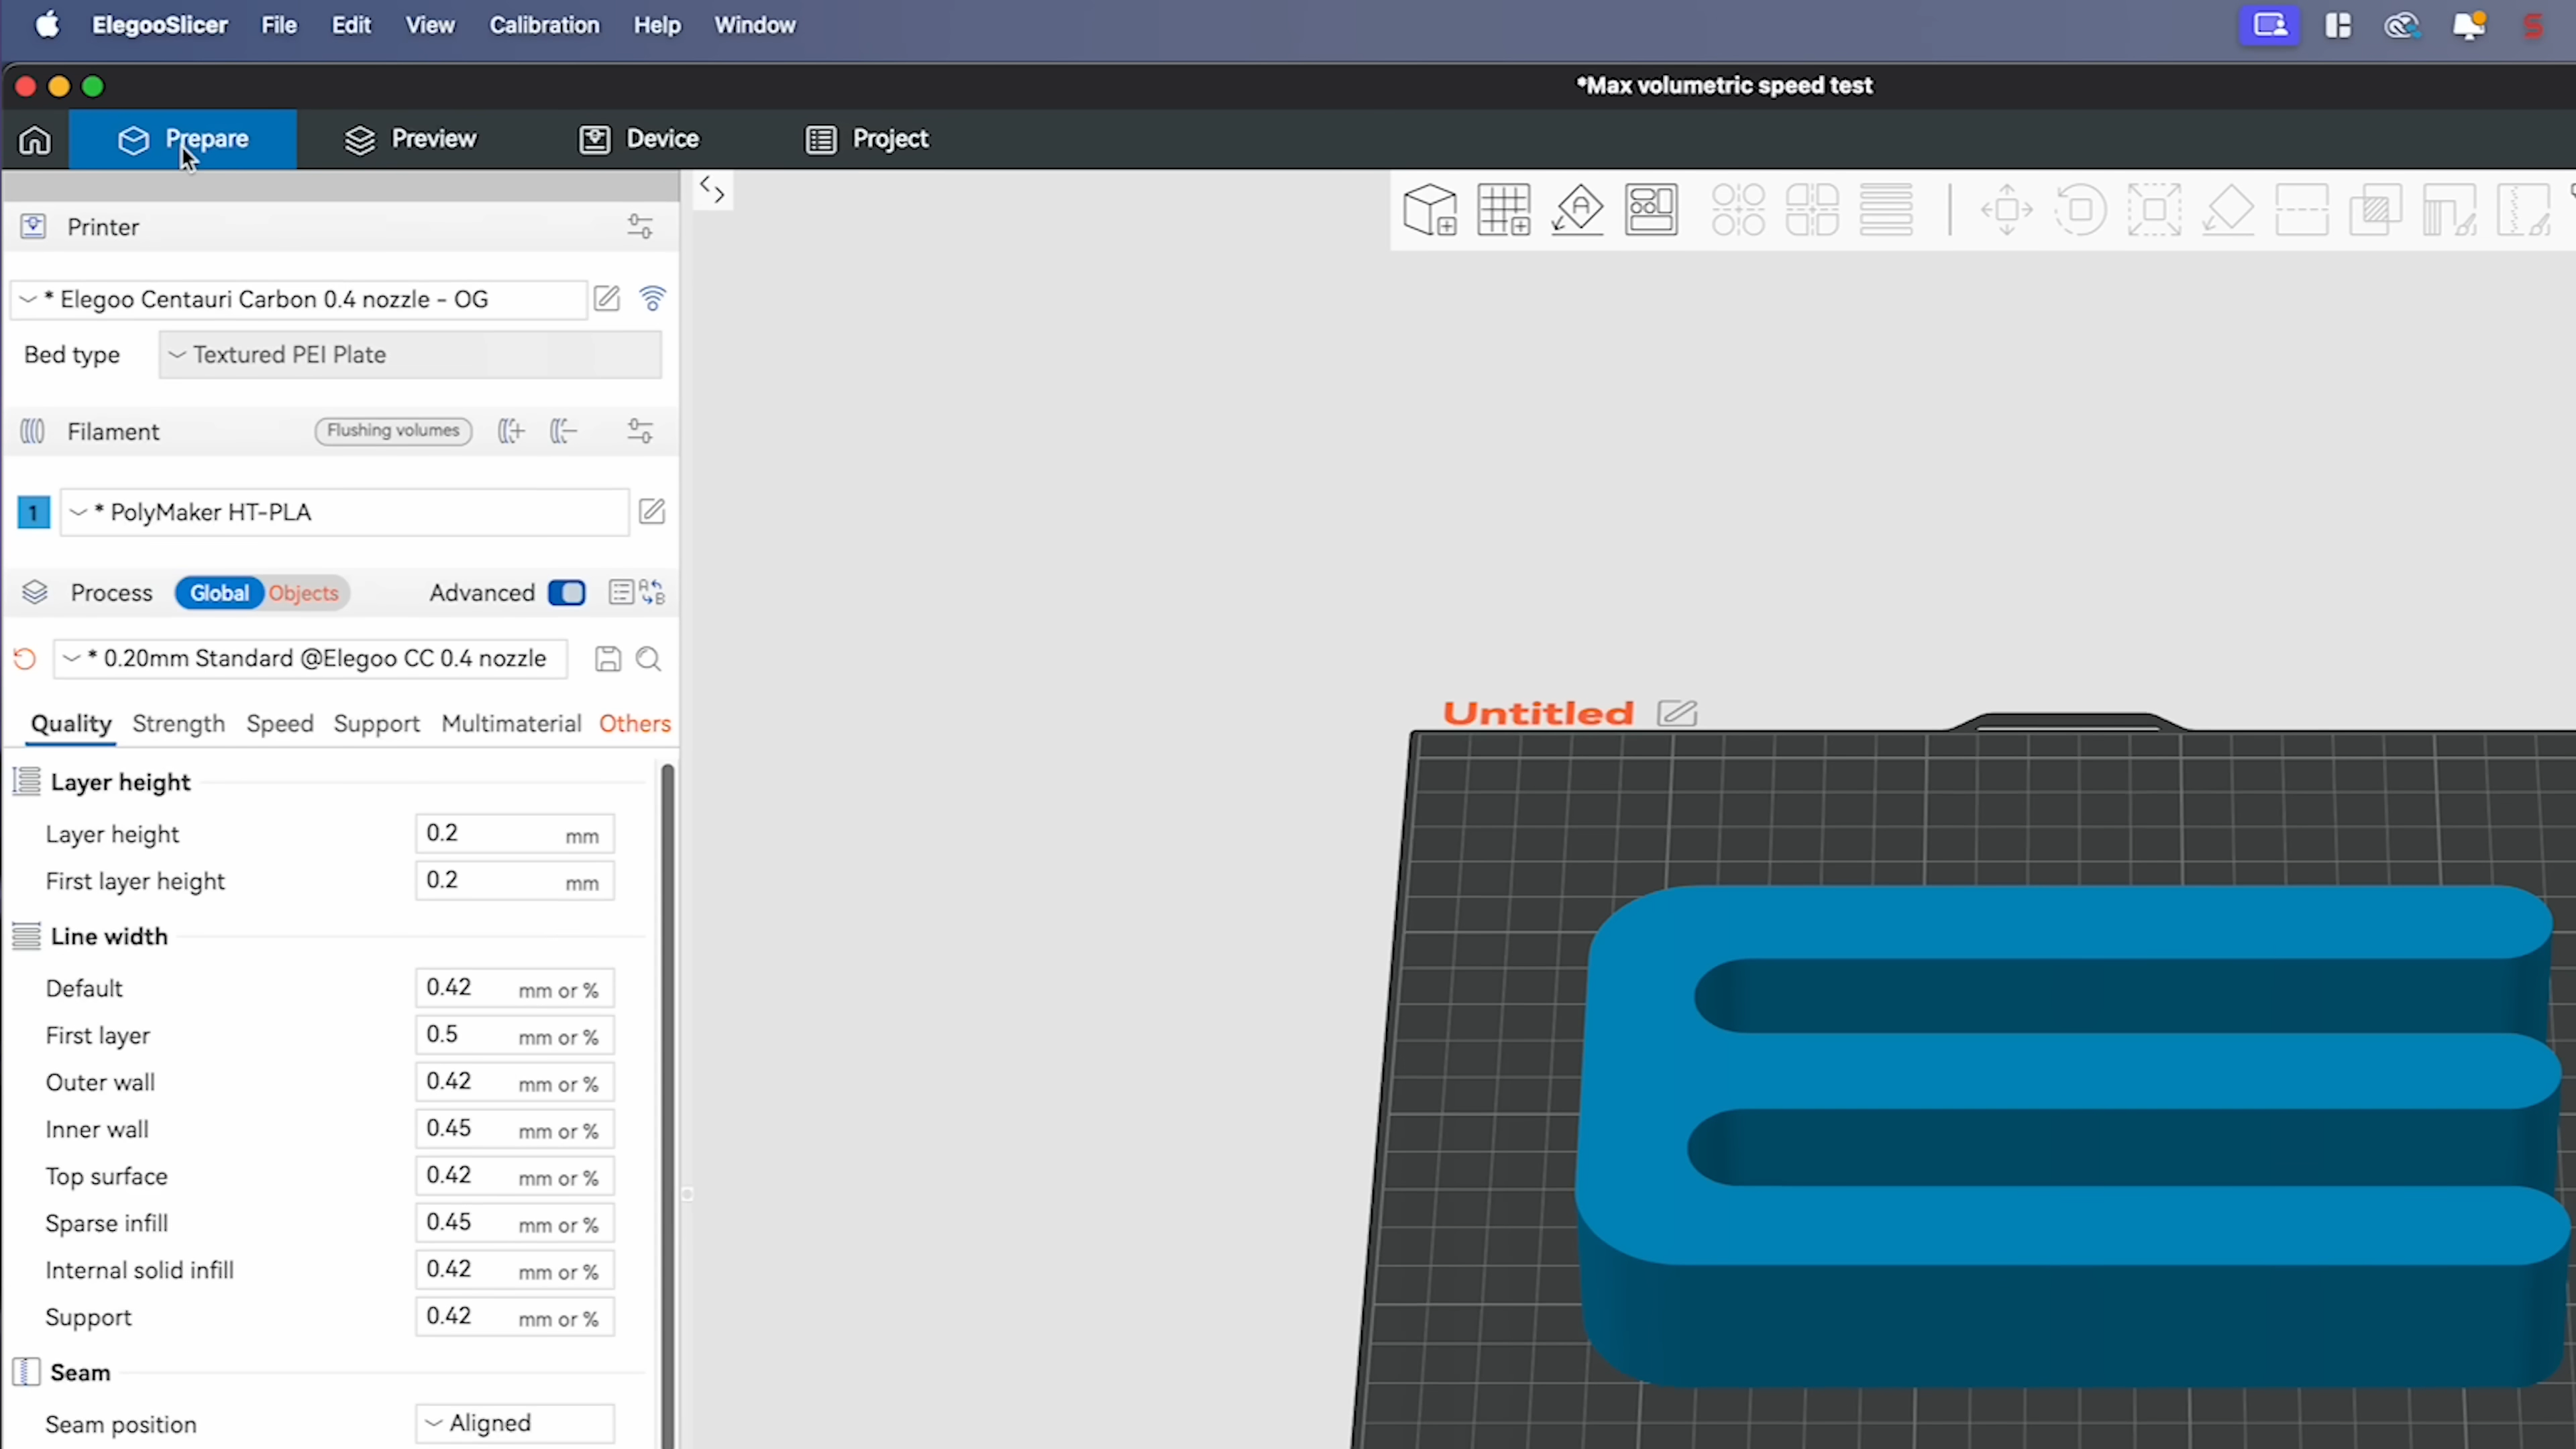 ElegooSlicer File Edit View Calibration Help Window
*Max volumetric speed test
Prepare Preview Device Project
Printer
* Elegoo Centauri Carbon 0.4 nozzle - OG
Bed type Textured PEI Plate
Filament Flushing volumes
1 * PolyMaker HT-PLA
Process Global Objects Advanced
* 0.20mm Standard @Elegoo CC 0.4 nozzle
Quality Strength Speed Support Multimaterial Others
Layer height
Layer height 0.2 mm
First layer height 0.2 mm
Line width
Default 0.42 mm or %
First layer 0.5 mm or %
Outer wall 0.42 mm or %
Inner wall 0.45 mm or %
Top surface 0.42 mm or %
Sparse infill 0.45 mm or %
Internal solid infill 0.42 mm or %
Support 0.42 mm or %
Seam
Seam position Aligned
Untitled